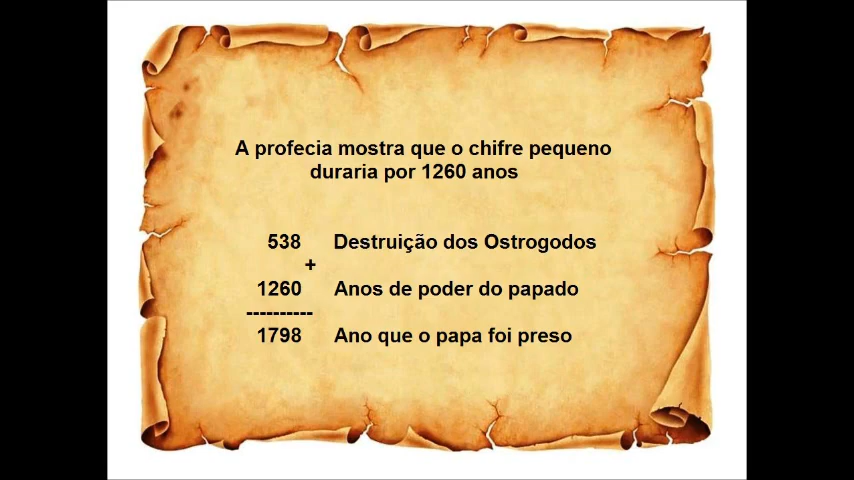 A profecia mostra que o chifre pequeno
duraria por 1260 anos
538 Destruição dos Ostrogodos
+
1260 Anos de poder do papado
----------
1798 Ano que o papa foi preso